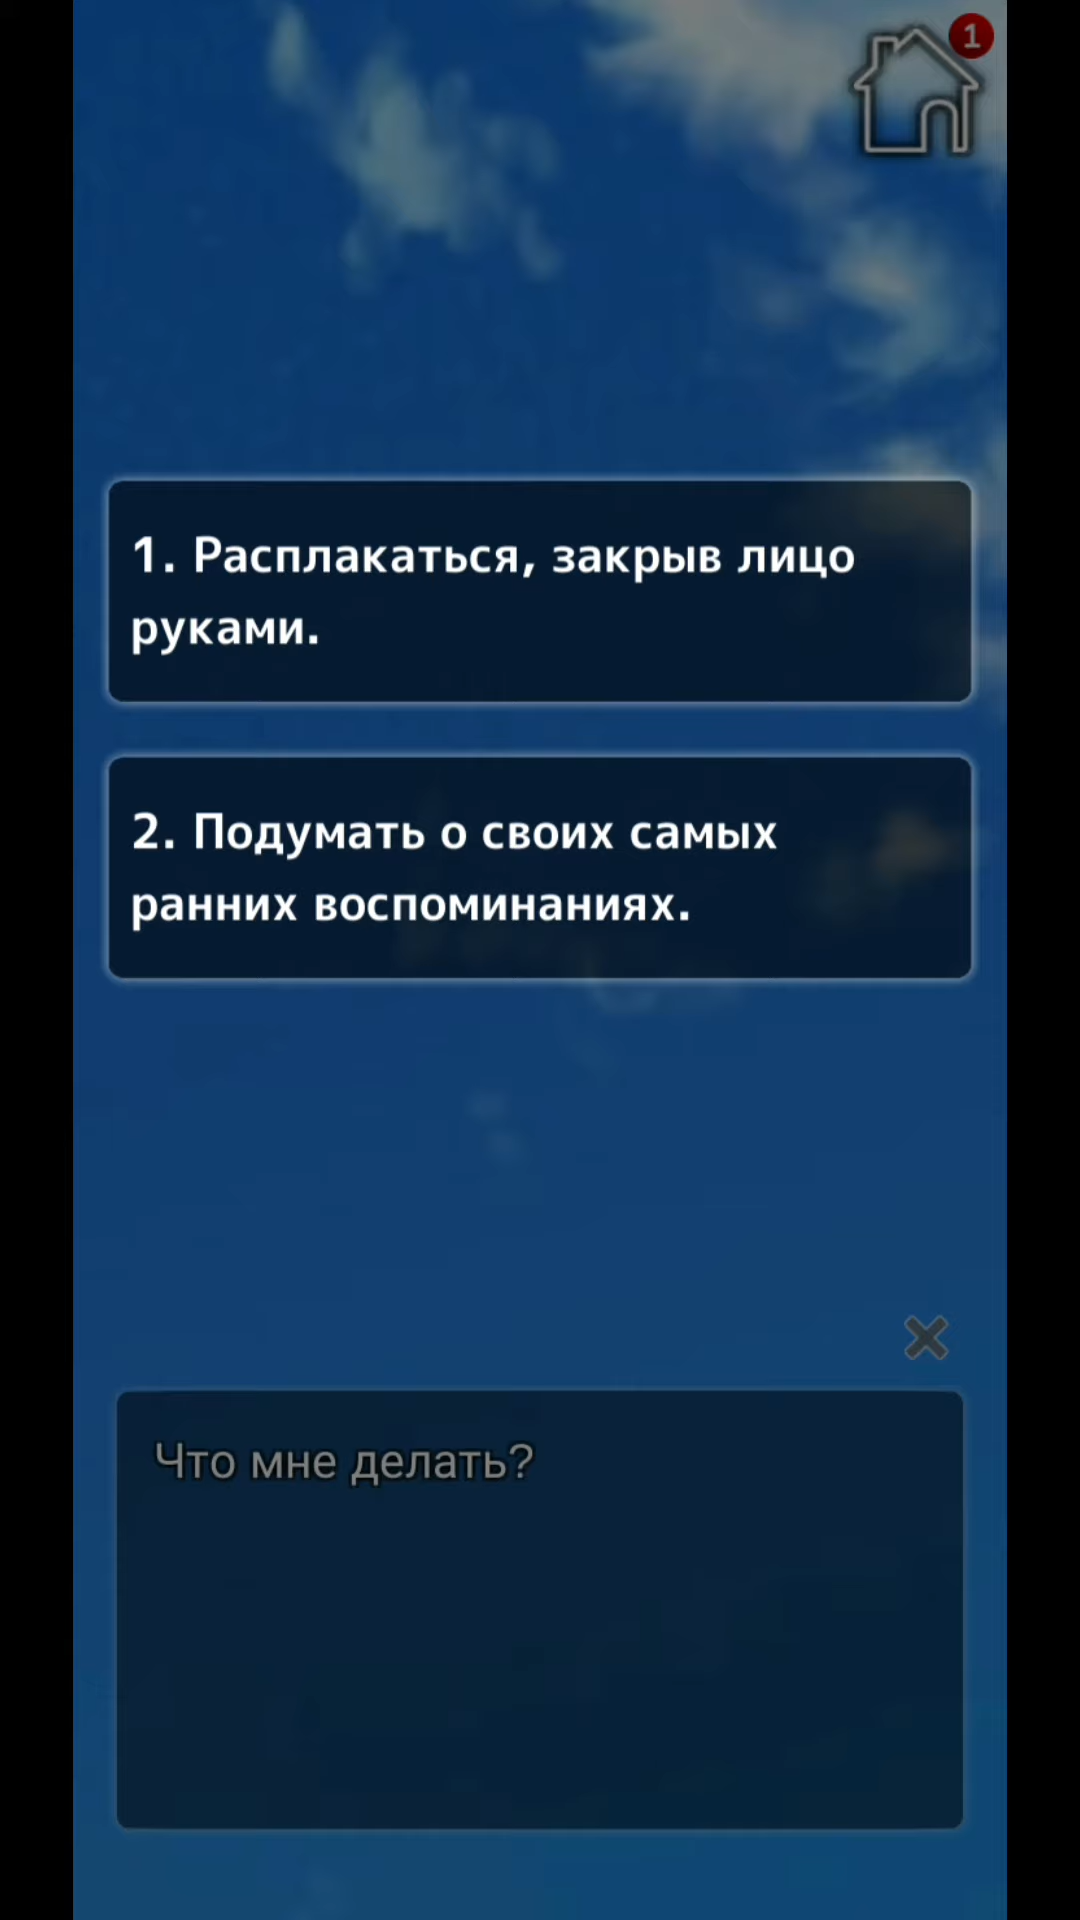 1
1. Расплакаться, закрыв лицо
руками.
2. Подумать о своих самых
ранних воспоминаниях.
Что мне делать?